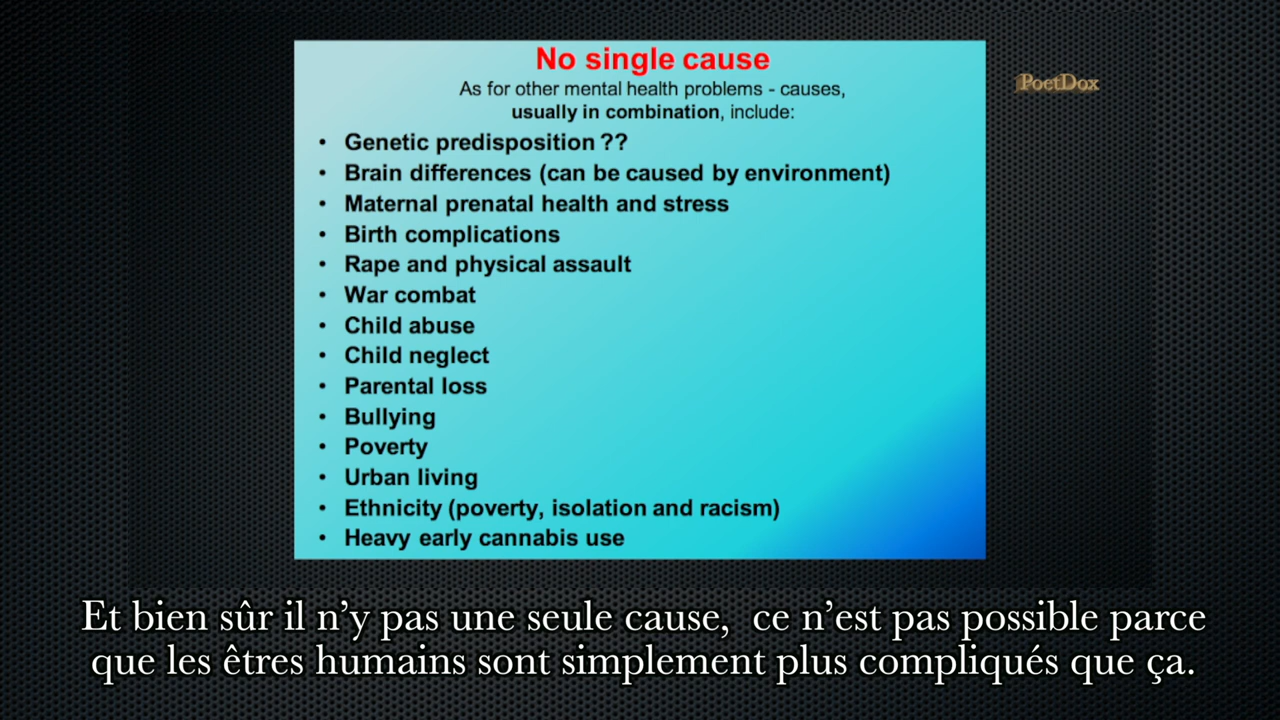 No single cause
PoetDox
As for other mental health problems - causes,
usually in combination, include:
• Genetic predisposition ??
• Brain differences (can be caused by environment)
• Maternal prenatal health and stress
• Birth complications
• Rape and physical assault
• War combat
• Child abuse
• Child neglect
• Parental loss
• Bullying
• Poverty
• Urban living
• Ethnicity (poverty, isolation and racism)
• Heavy early cannabis use
Et bien sûr il n’y pas une seule cause, ce n’est pas possible parce
que les êtres humains sont simplement plus compliqués que ça.